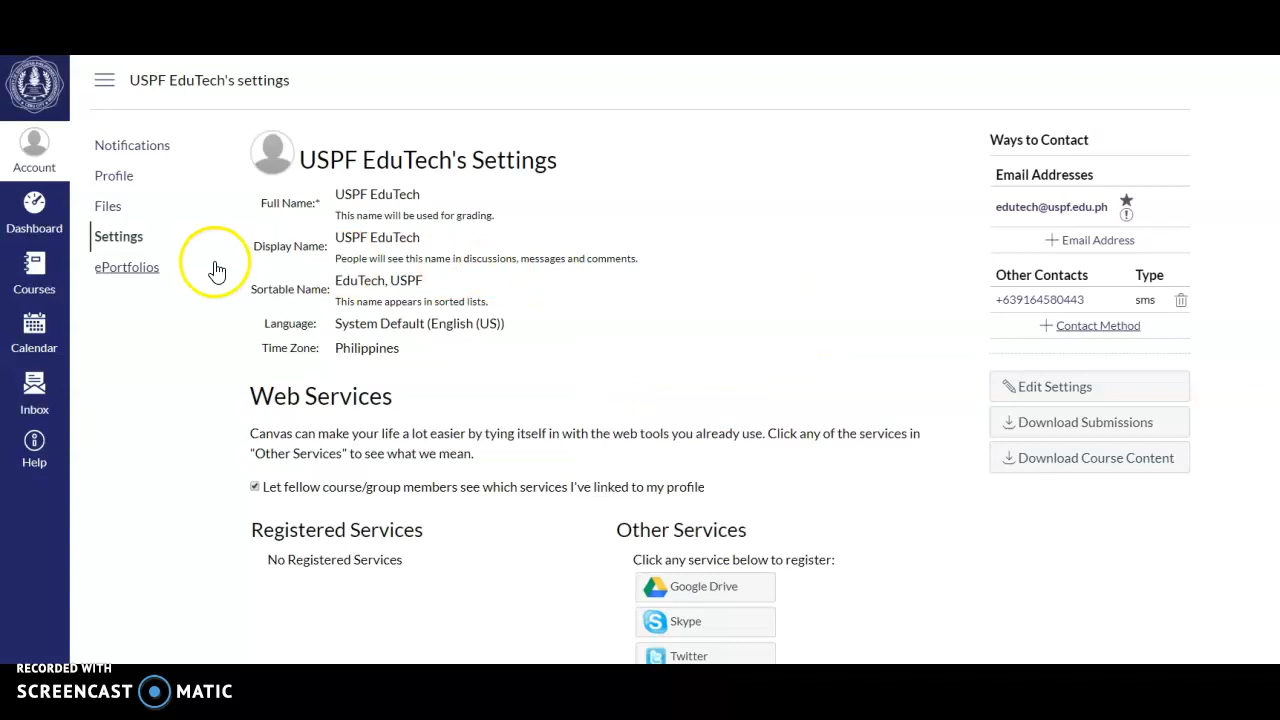 USPF EduTech's settings
Account
Dashboard
Courses
Calendar
Inbox
Help
Notifications
Profile
Files
Settings
ePortfolios
USPF EduTech's Settings
Full Name:* USPF EduTech
This name will be used for grading.
Display Name: USPF EduTech
People will see this name in discussions, messages and comments.
Sortable Name: EduTech, USPF
This name appears in sorted lists.
Language: System Default (English (US))
Time Zone: Philippines
Web Services
Canvas can make your life a lot easier by tying itself in with the web tools you already use. Click any of the services in
"Other Services" to see what we mean.
Let fellow course/group members see which services I've linked to my profile
Registered Services
No Registered Services
Other Services
Click any service below to register:
Google Drive
Skype
Twitter
Ways to Contact
Email Addresses
edutech@uspf.edu.ph
Email Address
Other Contacts Type
+639164580443 sms
Contact Method
Edit Settings
Download Submissions
Download Course Content
RECORDED WITH
SCREENCAST MATIC